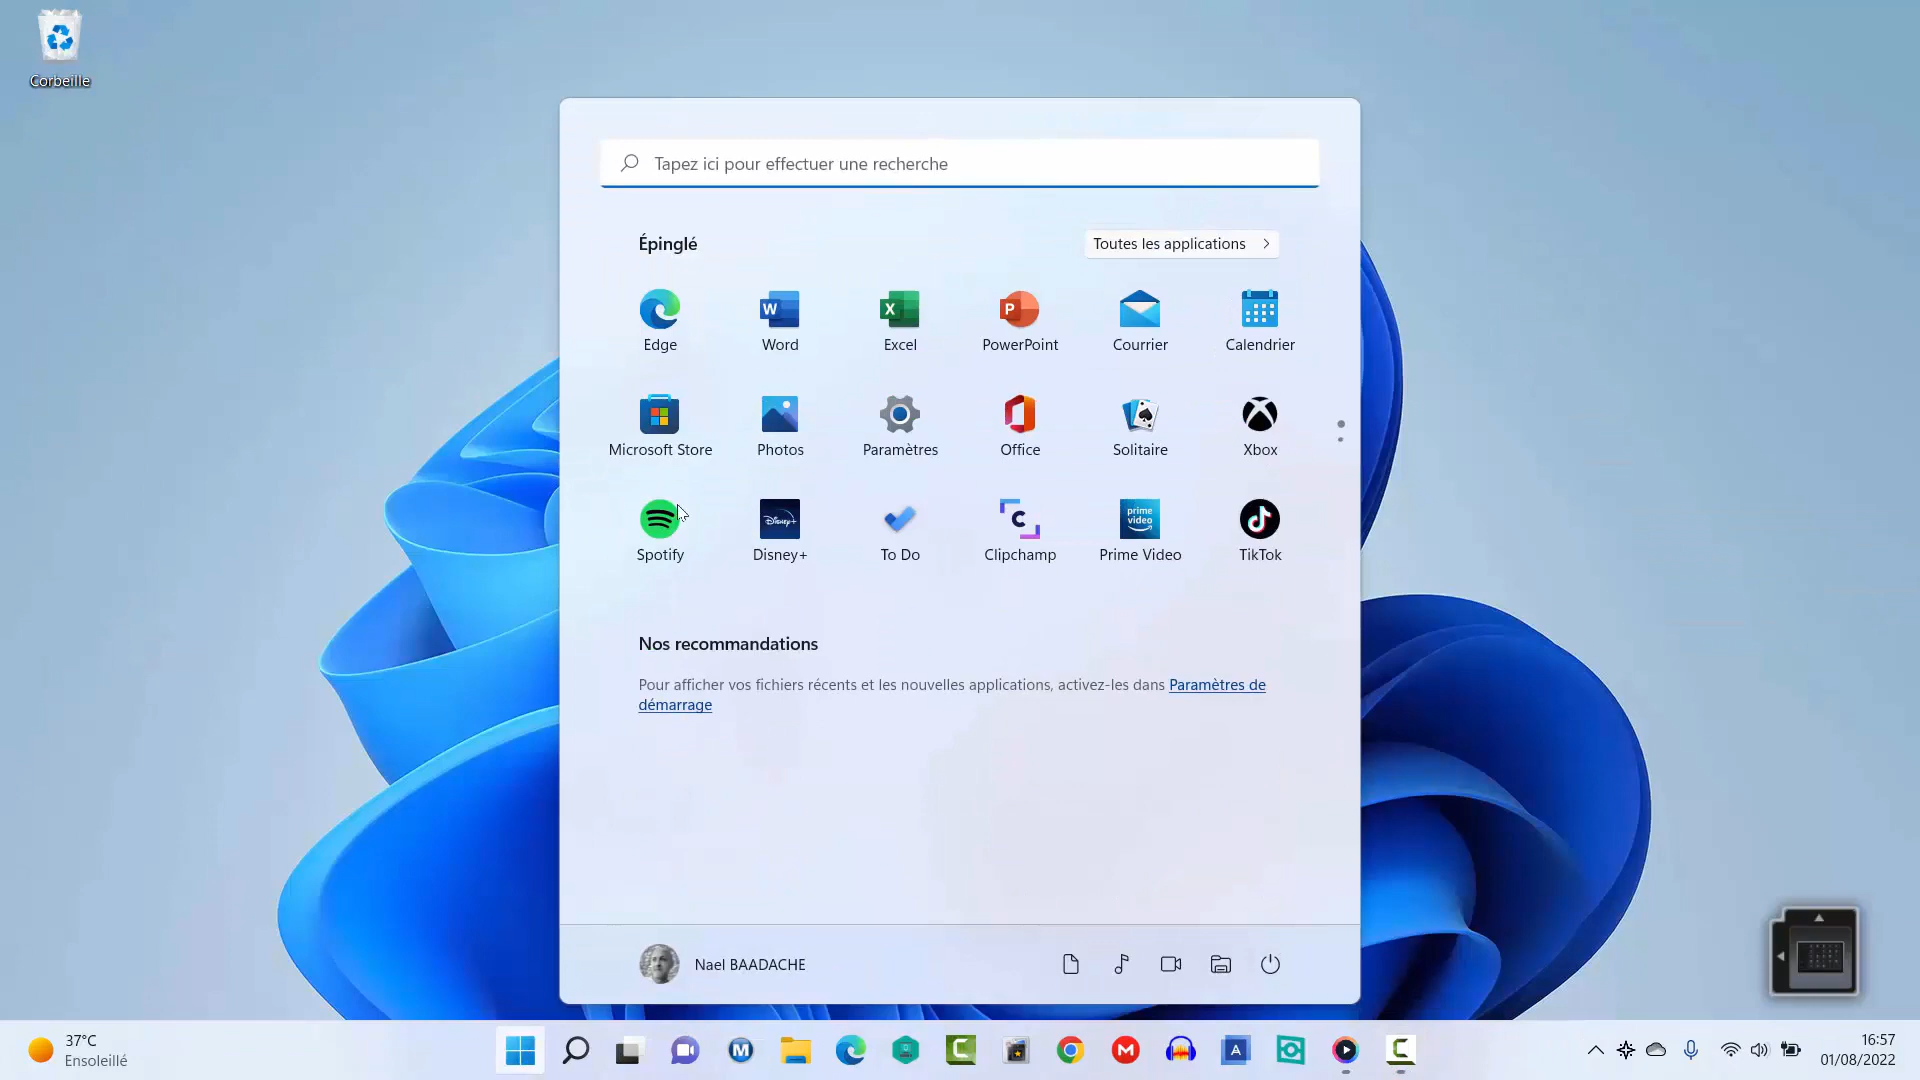 Corbeille
Tapez ici pour effectuer une recherche
Épinglé
Toutes les applications
Edge
Word
Excel
PowerPoint
Courrier
Calendrier
Microsoft Store
Photos
Paramètres
Office
Solitaire
Xbox
Disney+
prime video
Spotify
Disney+
To Do
Clipchamp
Prime Video
TikTok
Nos recommandations
Pour afficher vos fichiers récents et les nouvelles applications, activez-les dans Paramètres de
démarrage
Nael BAADACHE
37°C
Ensoleillé
16:57
01/08/2022